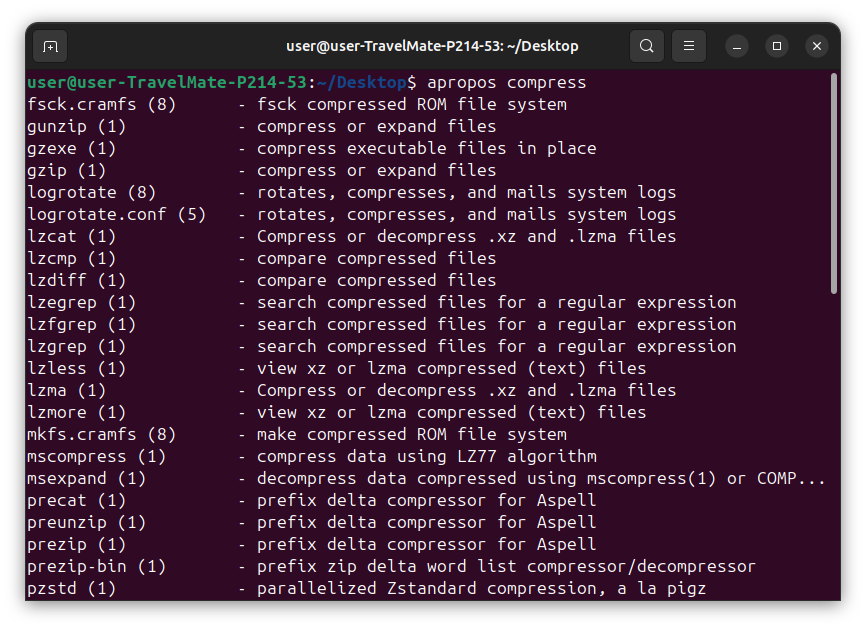 user@user-TravelMate-P214-53: ~/Desktop
user@user-TravelMate-P214-53:~/Desktop$ apropos compress
fsck.cramfs (8)      - fsck compressed ROM file system
gunzip (1)           - compress or expand files
gzexe (1)            - compress executable files in place
gzip (1)             - compress or expand files
logrotate (8)        - rotates, compresses, and mails system logs
logrotate.conf (5)   - rotates, compresses, and mails system logs
lzcat (1)            - Compress or decompress .xz and .lzma files
lzcmp (1)            - compare compressed files
lzdiff (1)           - compare compressed files
lzegrep (1)          - search compressed files for a regular expression
lzfgrep (1)          - search compressed files for a regular expression
lzgrep (1)           - search compressed files for a regular expression
lzless (1)           - view xz or lzma compressed (text) files
lzma (1)             - Compress or decompress .xz and .lzma files
lzmore (1)           - view xz or lzma compressed (text) files
mkfs.cramfs (8)      - make compressed ROM file system
mscompress (1)       - compress data using LZ77 algorithm
msexpand (1)         - decompress data compressed using mscompress(1) or COMP...
precat (1)           - prefix delta compressor for Aspell
preunzip (1)         - prefix delta compressor for Aspell
prezip (1)           - prefix delta compressor for Aspell
prezip-bin (1)       - prefix zip delta word list compressor/decompressor
pzstd (1)            - parallelized Zstandard compression, a la pigz